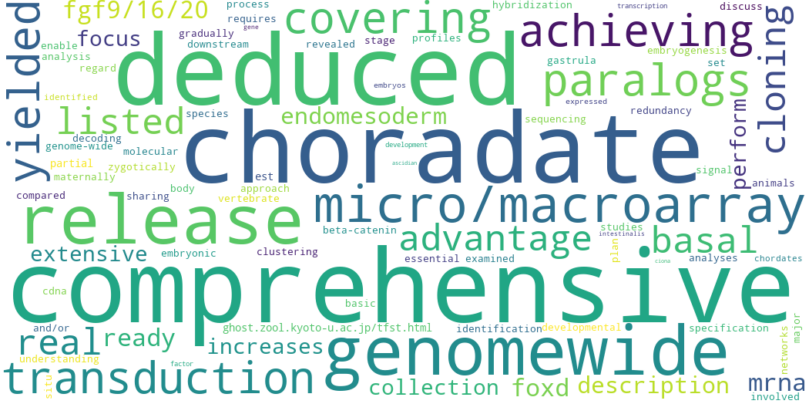 fgf9/16/20
process
hybridization
transcription
requires
gene
covering
achieving
discuss
yielded
focus
gradually
downstream
revealed
stage
profiles
embryogenesis
enable
analysis
regard
deduced
gastrula
set
paralogs
cloning
identified
embryos
expressed
listed
endomesoderm
redundancy
species
sequencing
perform
genome-wide
decoding
molecular
choradate
development
ascidian
partial
zygotically
maternally
signal
est
animals
body
approach
compared
sharing
vertebrate
micro/macroarray
release
beta-catenin
studies
intestinalis
advantage
basal
extensive
embryonic
clustering
essential
examined
plan
analyses
chordates
cdna
ciona
comprehensive
basic
and/or
ghost.zool.kyoto-u.ac.jp/tfst.html
identification
developmental
specification
real
ready
increases
genomewide
major
networks
understanding
factor
transduction
situ
collection
foxd
description
mrna
involved